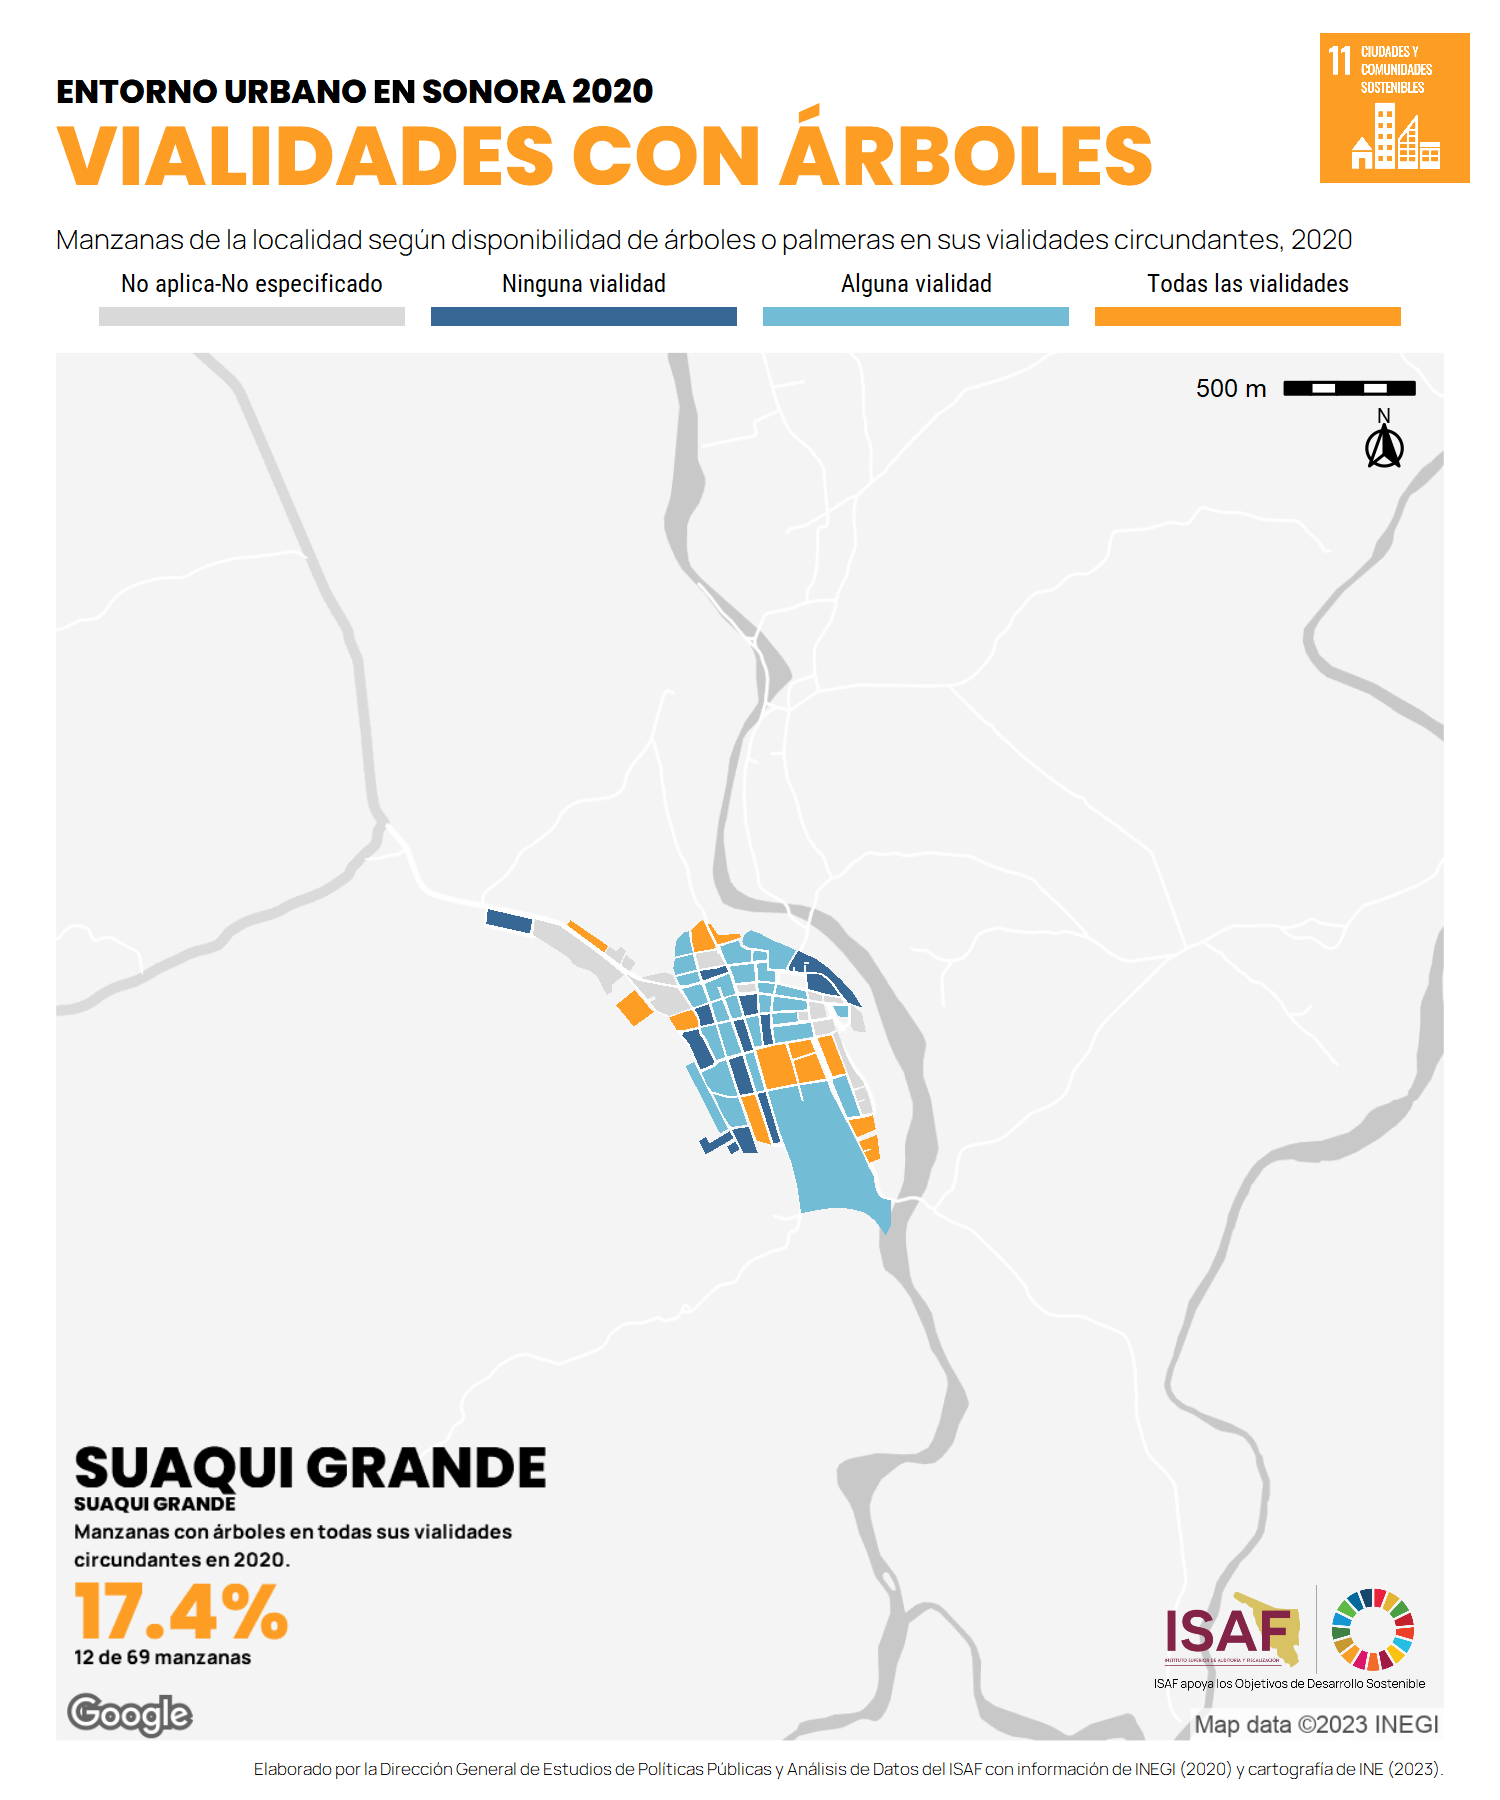 ENTORNO URBANO EN SONORA 2020
VIALIDADES CON ÁRBOLES
11 CIUDADES Y
COMUNIDADES
SOSTENIBLES
Manzanas de la localidad según disponibilidad de árboles o palmeras en sus vialidades circundantes, 2020
No aplica-No especificado
Ninguna vialidad
Alguna vialidad
Todas las vialidades
500 m
N
SUAQUI GRANDE
SUAQUI GRANDE
Manzanas con árboles en todas sus vialidades
circundantes en 2020.
17.4%
12 de 69 manzanas
ISAF
INSTITUTO SUPERIOR DE AUDITORÍA Y FISCALIZACIÓN
ISAF apoya los Objetivos de Desarrollo Sostenible
Google
Map data ©2023 INEGI
Elaborado por la Dirección General de Estudios de Políticas Públicas y Análisis de Datos del ISAF con información de INEGI (2020) y cartografía de INE (2023).